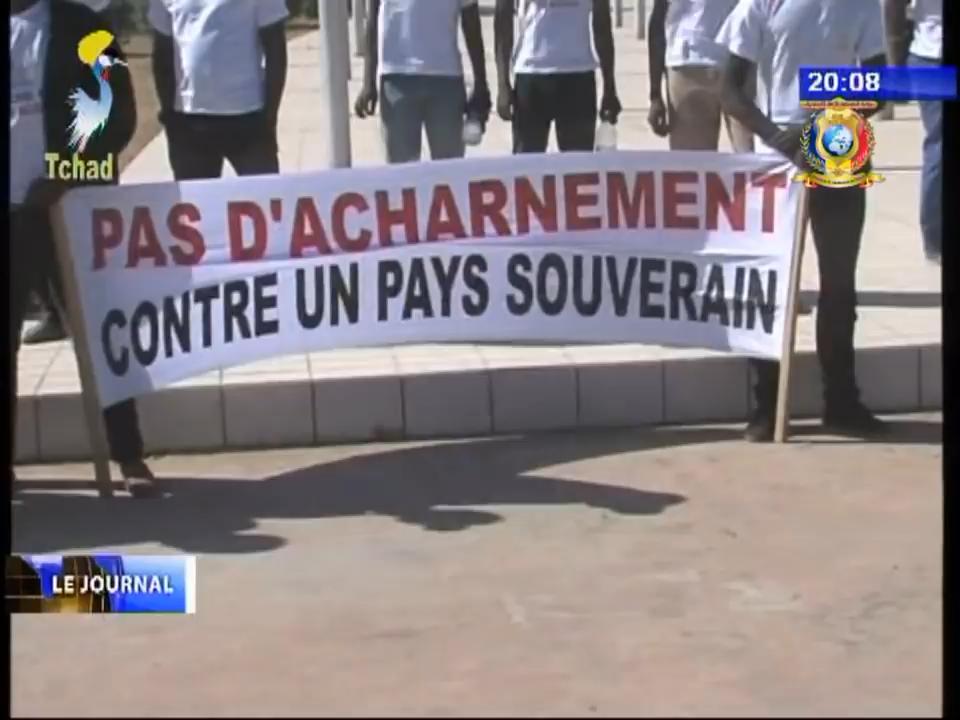 20:08
Tchad
PAS D'ACHARNEMENT
CONTRE UN PAYS SOUVERAIN
LE JOURNAL